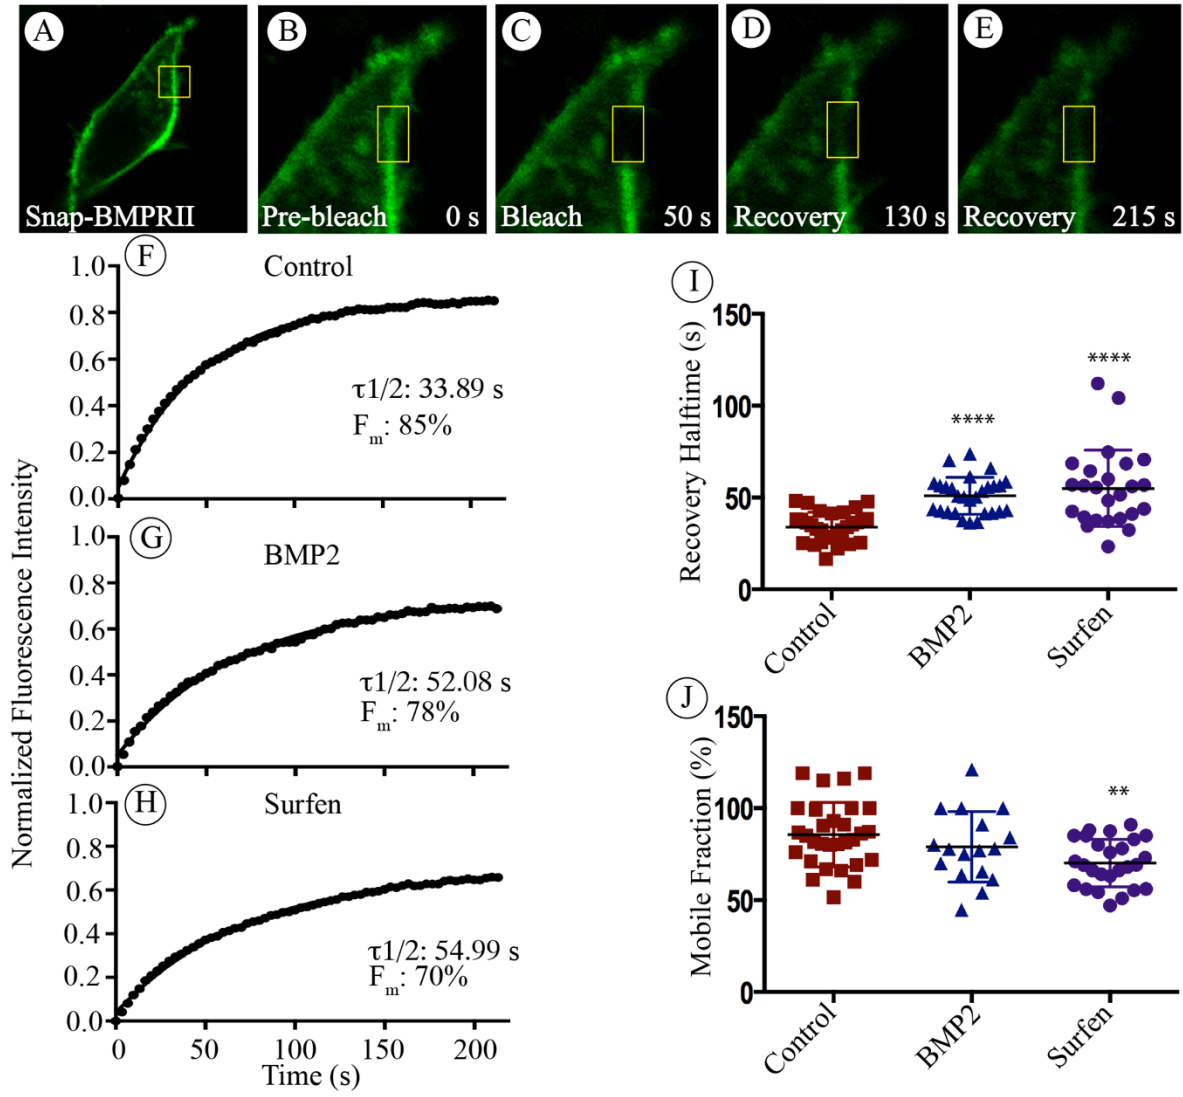 A
Snap-BMPRII
B
Pre-bleach 0 s
C
Bleach 50 s
D
Recovery 130 s
E
Recovery 215 s
Normalized Fluorescence Intensity
F
Control
1.0
0.8
0.6
0.4
0.2
0.0
τ1/2: 33.89 s
Fm: 85%
G
BMP2
1.0
0.8
0.6
0.4
0.2
0.0
τ1/2: 52.08 s
Fm: 78%
H
Surfen
1.0
0.8
0.6
0.4
0.2
0.0
τ1/2: 54.99 s
Fm: 70%
0 50 100 150 200
Time (s)
I
Recovery Halftime (s)
150
100
50
0
****
****
Control
BMP2
Surfen
J
Mobile Fraction (%)
150
100
50
0
**
Control
BMP2
Surfen